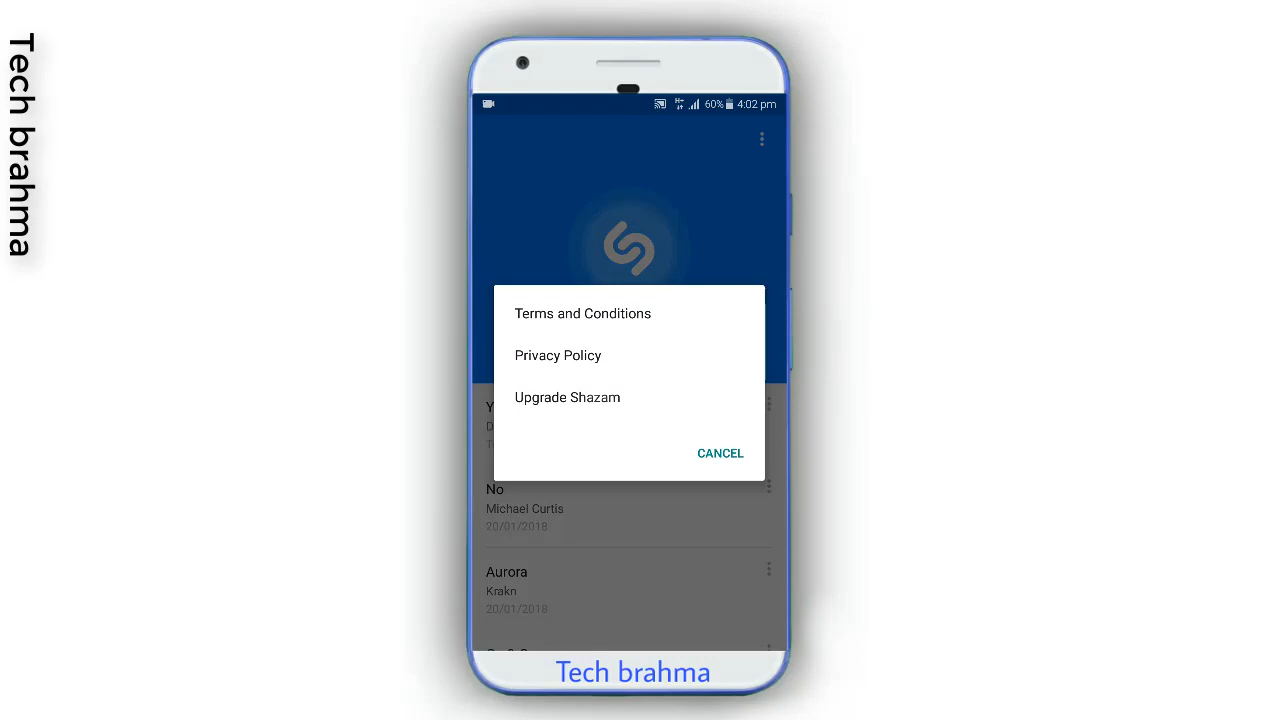 Tech brahma
60% 4:02 pm
Terms and Conditions
Privacy Policy
Upgrade Shazam
CANCEL
No
Michael Curtis
20/01/2018
Aurora
Krakn
20/01/2018
Tech brahma